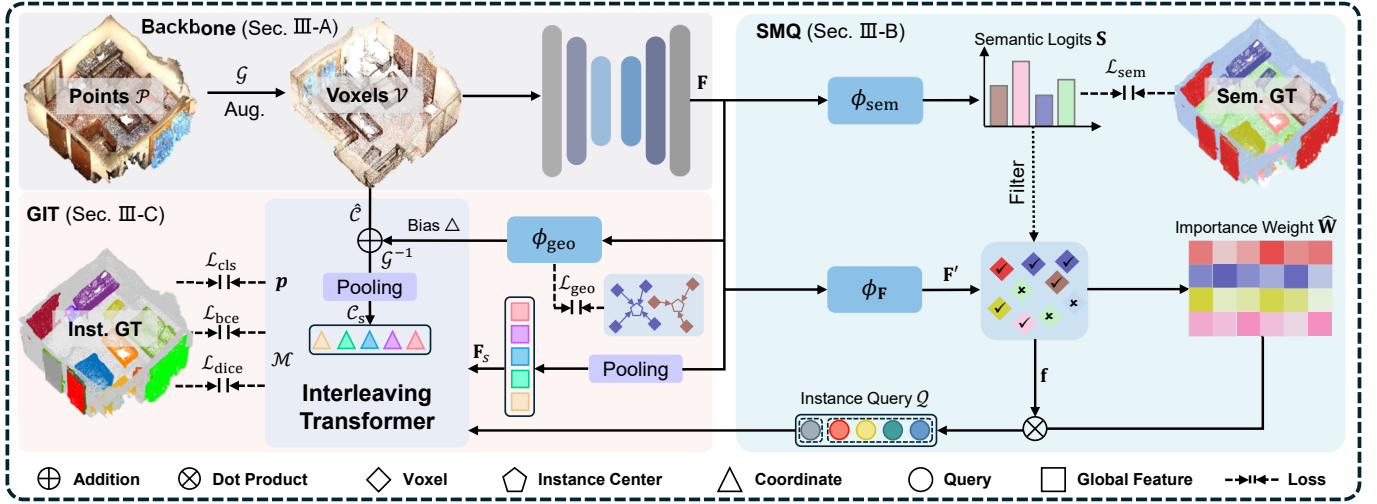 Backbone (Sec. Ⅲ-A)
Points 𝒫
𝒢
Aug.
Voxels 𝒱
F
SMQ (Sec. Ⅲ-B)
ϕsem
Semantic Logits S
ℒsem
Sem. GT
Filter
ϕF
F′
Importance Weight Ŵ
f
Instance Query 𝒬
GIT (Sec. Ⅲ-C)
Inst. GT
ℒcls
p
ℒbce
ℳ
ℒdice
𝒞̂
Bias △
𝒢⁻¹
Pooling
𝒞s
Interleaving
Transformer
ϕgeo
ℒgeo
Fs
Pooling
Addition
Dot Product
Voxel
Instance Center
Coordinate
Query
Global Feature
Loss